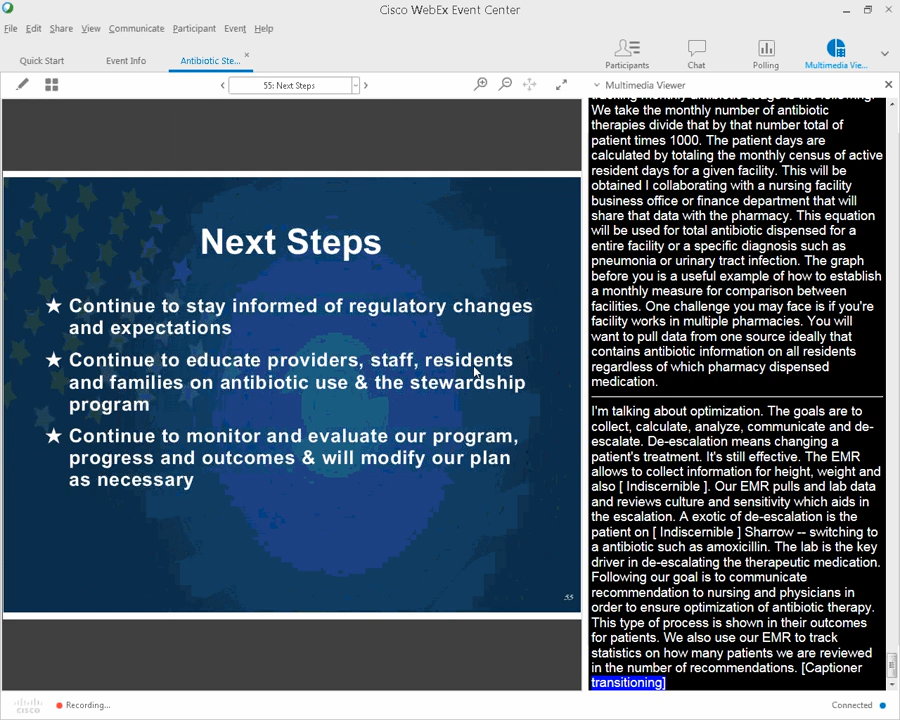 Cisco WebEx Event Center
File Edit Share View Communicate Participant Event Help
Quick Start
Event Info
Antibiotic Ste...
Participants
Chat
Polling
Multimedia Vie...
55: Next Steps
Multimedia Viewer
Next Steps
Continue to stay informed of regulatory changes
and expectations
Continue to educate providers, staff, residents
and families on antibiotic use & the stewardship
program
Continue to monitor and evaluate our program,
progress and outcomes & will modify our plan
as necessary
55
We take the monthly number of antibiotic
therapies divide that by that number total of
patient times 1000. The patient days are
calculated by totaling the monthly census of active
resident days for a given facility. This will be
obtained I collaborating with a nursing facility
business office or finance department that will
share that data with the pharmacy. This equation
will be used for total antibiotic dispensed for a
entire facility or a specific diagnosis such as
pneumonia or urinary tract infection. The graph
before you is a useful example of how to establish
a monthly measure for comparison between
facilities. One challenge you may face is if you're
facility works in multiple pharmacies. You will
want to pull data from one source ideally that
contains antibiotic information on all residents
regardless of which pharmacy dispensed
medication.
I'm talking about optimization. The goals are to
collect, calculate, analyze, communicate and de-
escalate. De-escalation means changing a
patient's treatment. It's still effective. The EMR
allows to collect information for height, weight and
also [ Indiscernible ]. Our EMR pulls and lab data
and reviews culture and sensitivity which aids in
the escalation. A exotic of de-escalation is the
patient on [ Indiscernible ] Sharrow -- switching to
a antibiotic such as amoxicillin. The lab is the key
driver in de-escalating the therapeutic medication.
Following our goal is to communicate
recommendation to nursing and physicians in
order to ensure optimization of antibiotic therapy.
This type of process is shown in their outcomes
for patients. We also use our EMR to track
statistics on how many patients we are reviewed
in the number of recommendations. [Captioner
transitioning]
cisco
Recording...
Connected